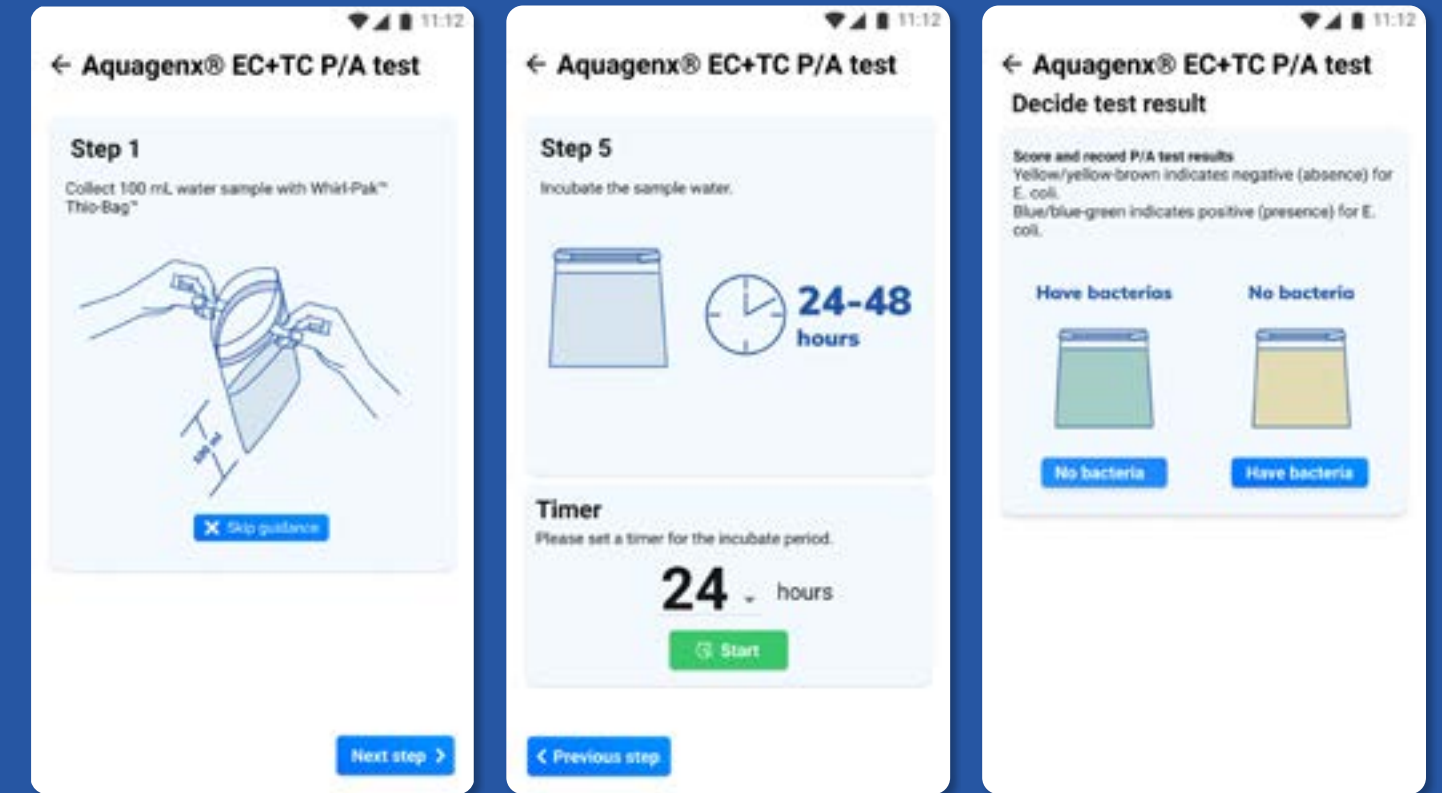 11:12
← Aquagenx® EC+TC P/A test
Step 1
Collect 100 mL water sample with Whirl-Pak™
Thio-Bag™
100 ml
Skip guidance
Next step >
11:12
← Aquagenx® EC+TC P/A test
Step 5
Incubate the sample water.
24-48
hours
Timer
Please set a timer for the incubate period.
24 hours
Start
< Previous step
11:12
← Aquagenx® EC+TC P/A test
Decide test result
Score and record P/A test results
Yellow/yellow-brown indicates negative (absence) for
E. coli.
Blue/blue-green indicates positive (presence) for E.
coli.
Have bacterias No bacteria
No bacteria Have bacteria